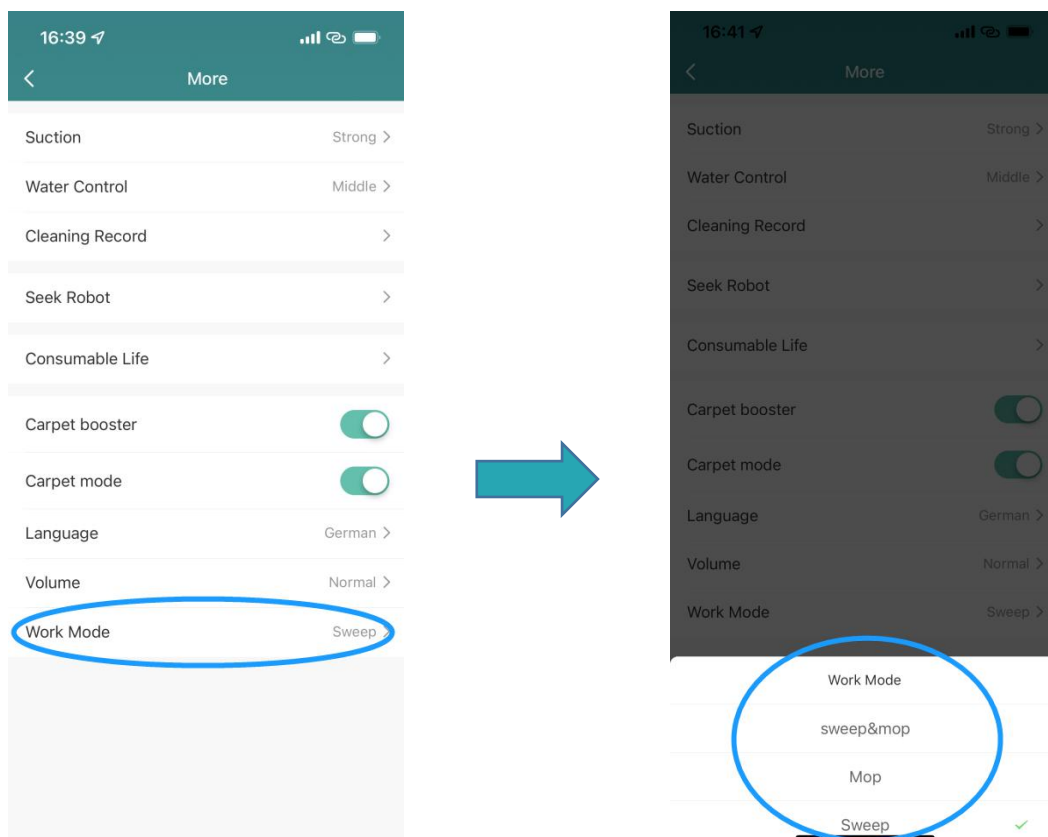 16:39
More
Suction Strong
Water Control Middle
Cleaning Record
Seek Robot
Consumable Life
Carpet booster
Carpet mode
Language German
Volume Normal
Work Mode Sweep
16:41
More
Suction Strong
Water Control Middle
Cleaning Record
Seek Robot
Consumable Life
Carpet booster
Carpet mode
Language German
Volume Normal
Work Mode Sweep
Work Mode
sweep&mop
Mop
Sweep